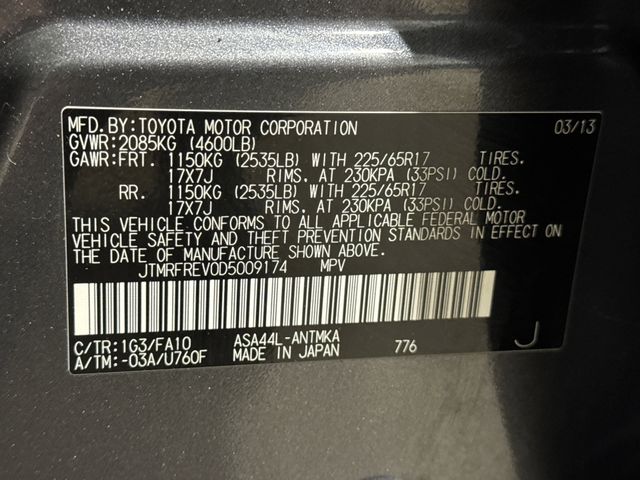 MFD.BY:TOYOTA MOTOR CORPORATION 03/13
GVWR:2085KG (4600LB)
GAWR:FRT. 1150KG (2535LB) WITH 225/65R17 TIRES.
17X7J RIMS. AT 230KPA (33PSI) COLD.
RR. 1150KG (2535LB) WITH 225/65R17 TIRES.
17X7J RIMS. AT 230KPA (33PSI) COLD.
THIS VEHICLE CONFORMS TO ALL APPLICABLE FEDERAL MOTOR
VEHICLE SAFETY AND THEFT PREVENTION STANDARDS IN EFFECT ON
THE DATE OF MANUFACTURE SHOWN ABOVE.
JTMRFREV0D5009174 MPV
C/TR:1G3/FA10 ASA44L-ANTMKA
A/TM:-03A/U760F MADE IN JAPAN 776 J